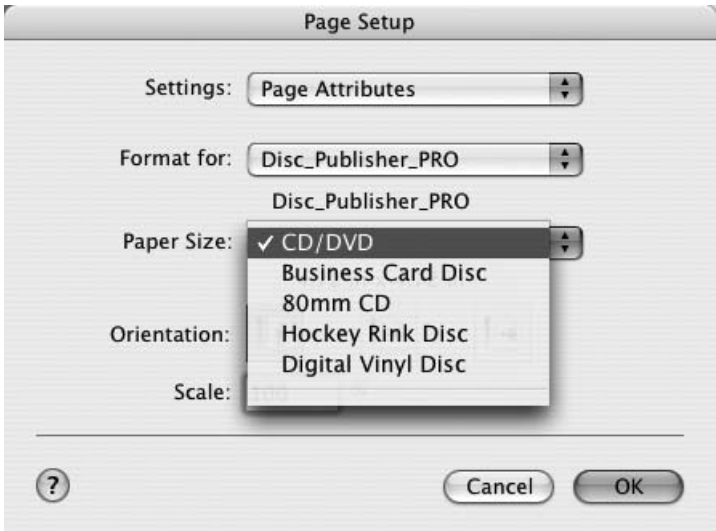 Page Setup
Settings: Page Attributes
Format for: Disc_Publisher_PRO
Disc_Publisher_PRO
Paper Size: ✓ CD/DVD
Business Card Disc
80mm CD
Hockey Rink Disc
Orientation:
Digital Vinyl Disc
Scale: 100
? Cancel OK